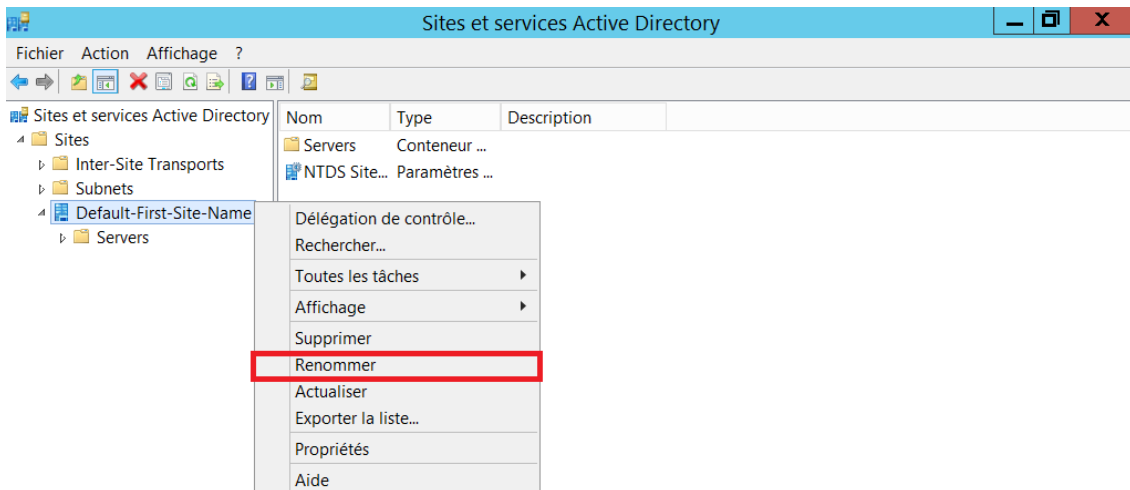 Sites et services Active Directory
Fichier Action Affichage ?
Sites et services Active Directory
Nom Type Description
Sites
Servers Conteneur ...
Inter-Site Transports
NTDS Site... Paramètres ...
Subnets
Default-First-Site-Name
Servers
Délégation de contrôle...
Rechercher...
Toutes les tâches
Affichage
Supprimer
Renommer
Actualiser
Exporter la liste...
Propriétés
Aide